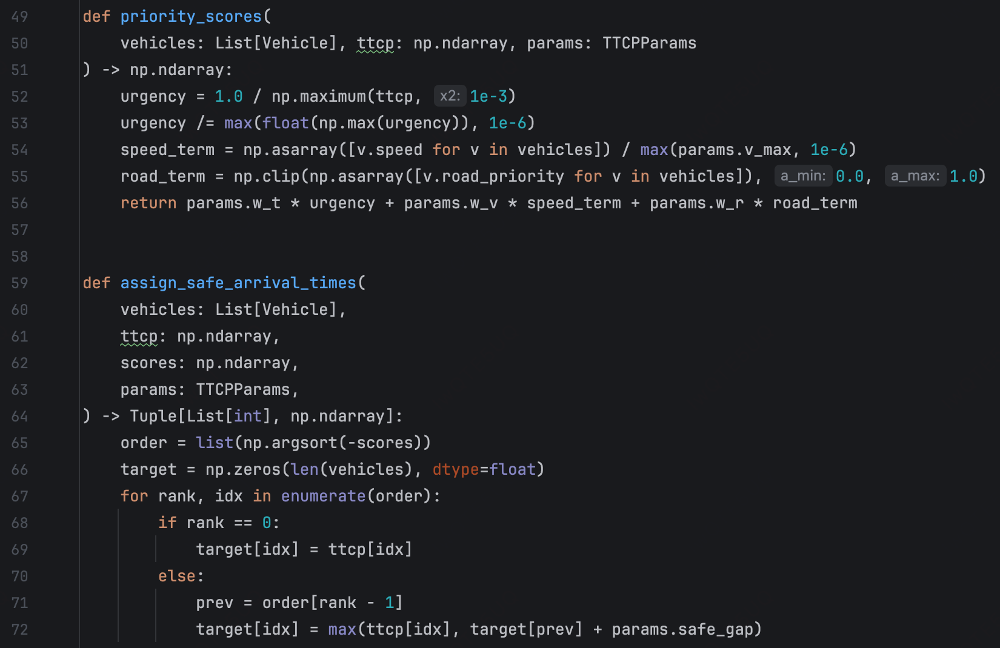 49 def priority_scores(
50     vehicles: List[Vehicle], ttcp: np.ndarray, params: TTCPParams
51 ) -> np.ndarray:
52     urgency = 1.0 / np.maximum(ttcp, x2: 1e-3)
53     urgency /= max(float(np.max(urgency)), 1e-6)
54     speed_term = np.asarray([v.speed for v in vehicles]) / max(params.v_max, 1e-6)
55     road_term = np.clip(np.asarray([v.road_priority for v in vehicles]), a_min: 0.0, a_max: 1.0)
56     return params.w_t * urgency + params.w_v * speed_term + params.w_r * road_term
57
58
59 def assign_safe_arrival_times(
60     vehicles: List[Vehicle],
61     ttcp: np.ndarray,
62     scores: np.ndarray,
63     params: TTCPParams,
64 ) -> Tuple[List[int], np.ndarray]:
65     order = list(np.argsort(-scores))
66     target = np.zeros(len(vehicles), dtype=float)
67     for rank, idx in enumerate(order):
68         if rank == 0:
69             target[idx] = ttcp[idx]
70         else:
71             prev = order[rank - 1]
72             target[idx] = max(ttcp[idx], target[prev] + params.safe_gap)